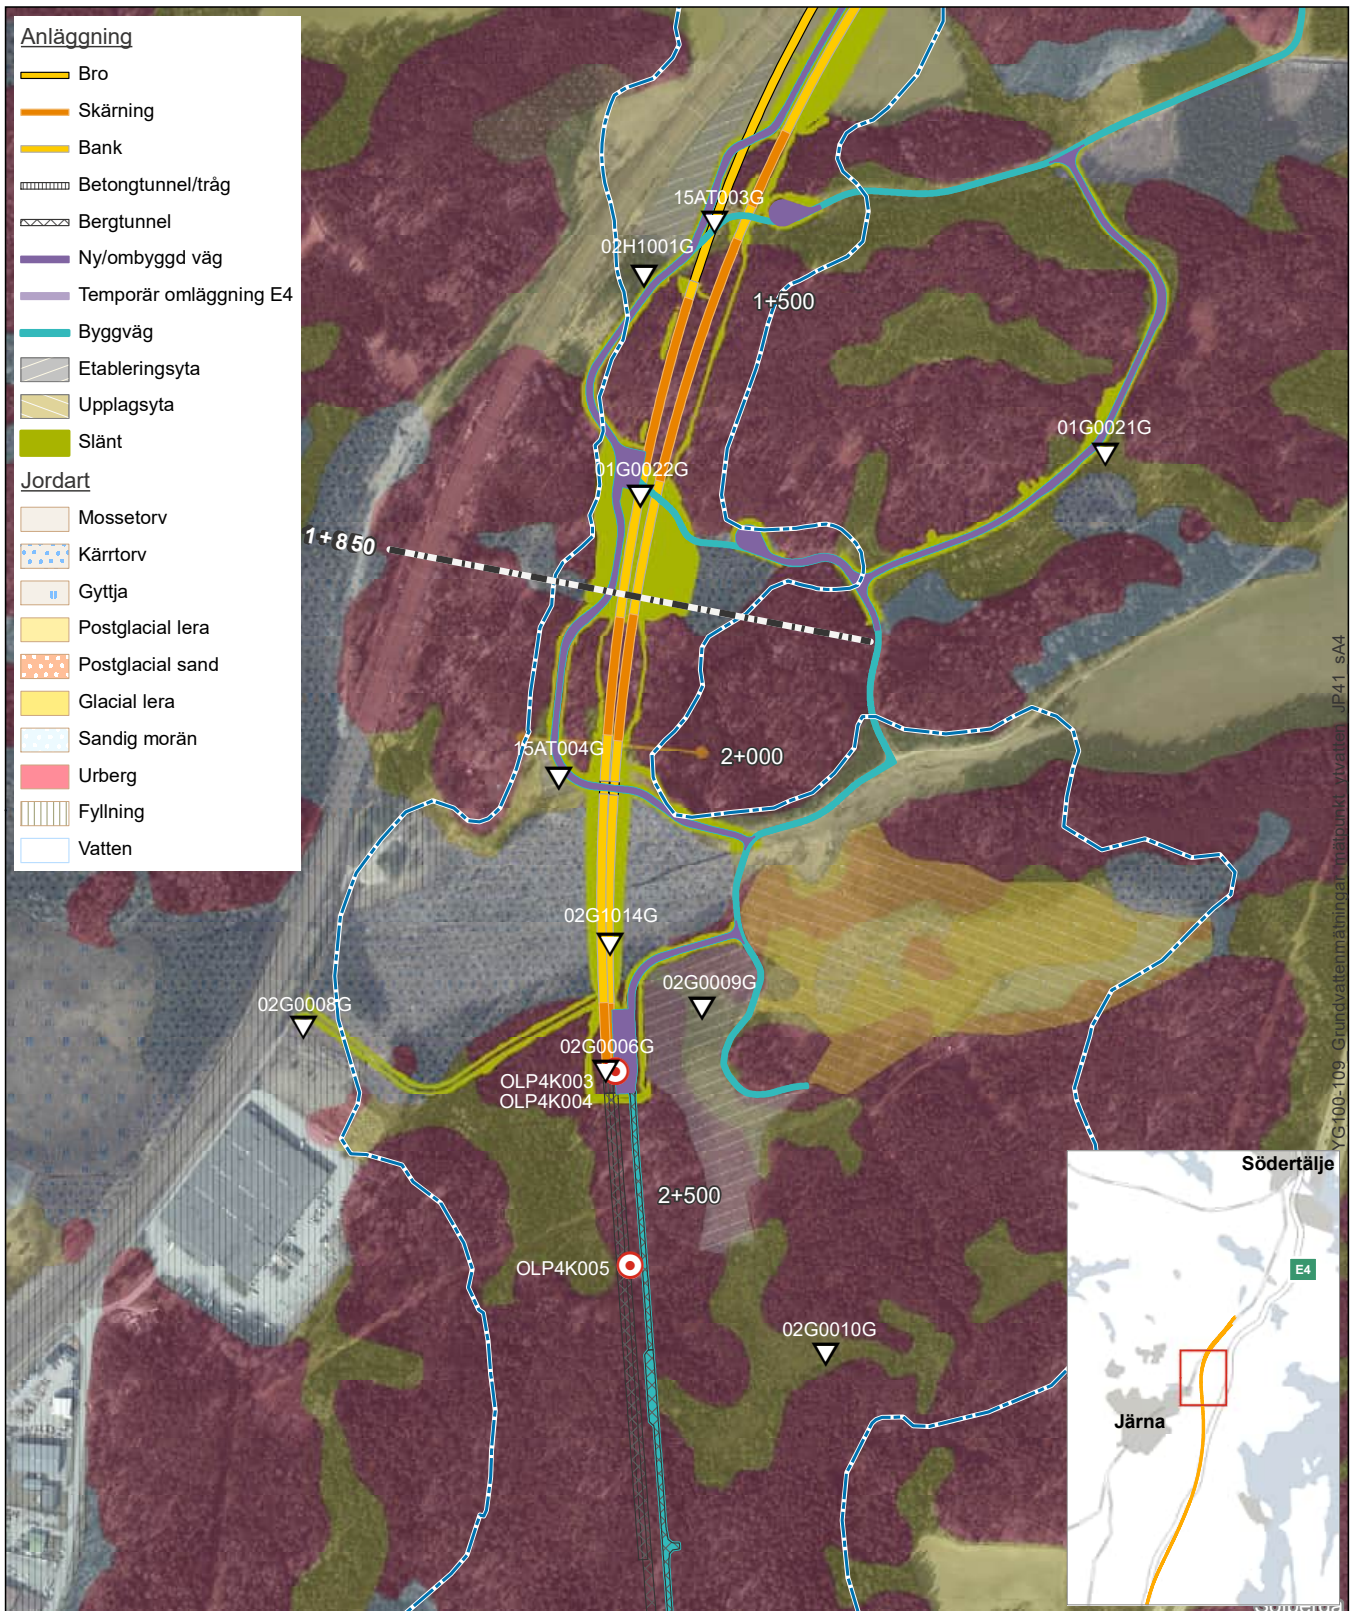 Anläggning
Bro
Skärning
Bank
Betongtunnel/tråg
Bergtunnel
Ny/ombyggd väg
Temporär omläggning E4
Byggväg
Etableringsyta
Upplagsyta
Slänt
Jordart
Mossetorv
Kärrtorv
Gyttja
Postglacial lera
Postglacial sand
Glacial lera
Sandig morän
Urberg
Fyllning
Vatten
15AT003G
02H1001G
1+500
01G0021G
01G0022G
1+850
15AT004G
2+000
02G1014G
02G0009G
02G0008G
02G0006G
OLP4K003
OLP4K004
2+500
OLP4K005
02G0010G
Södertälje
E4
Järna